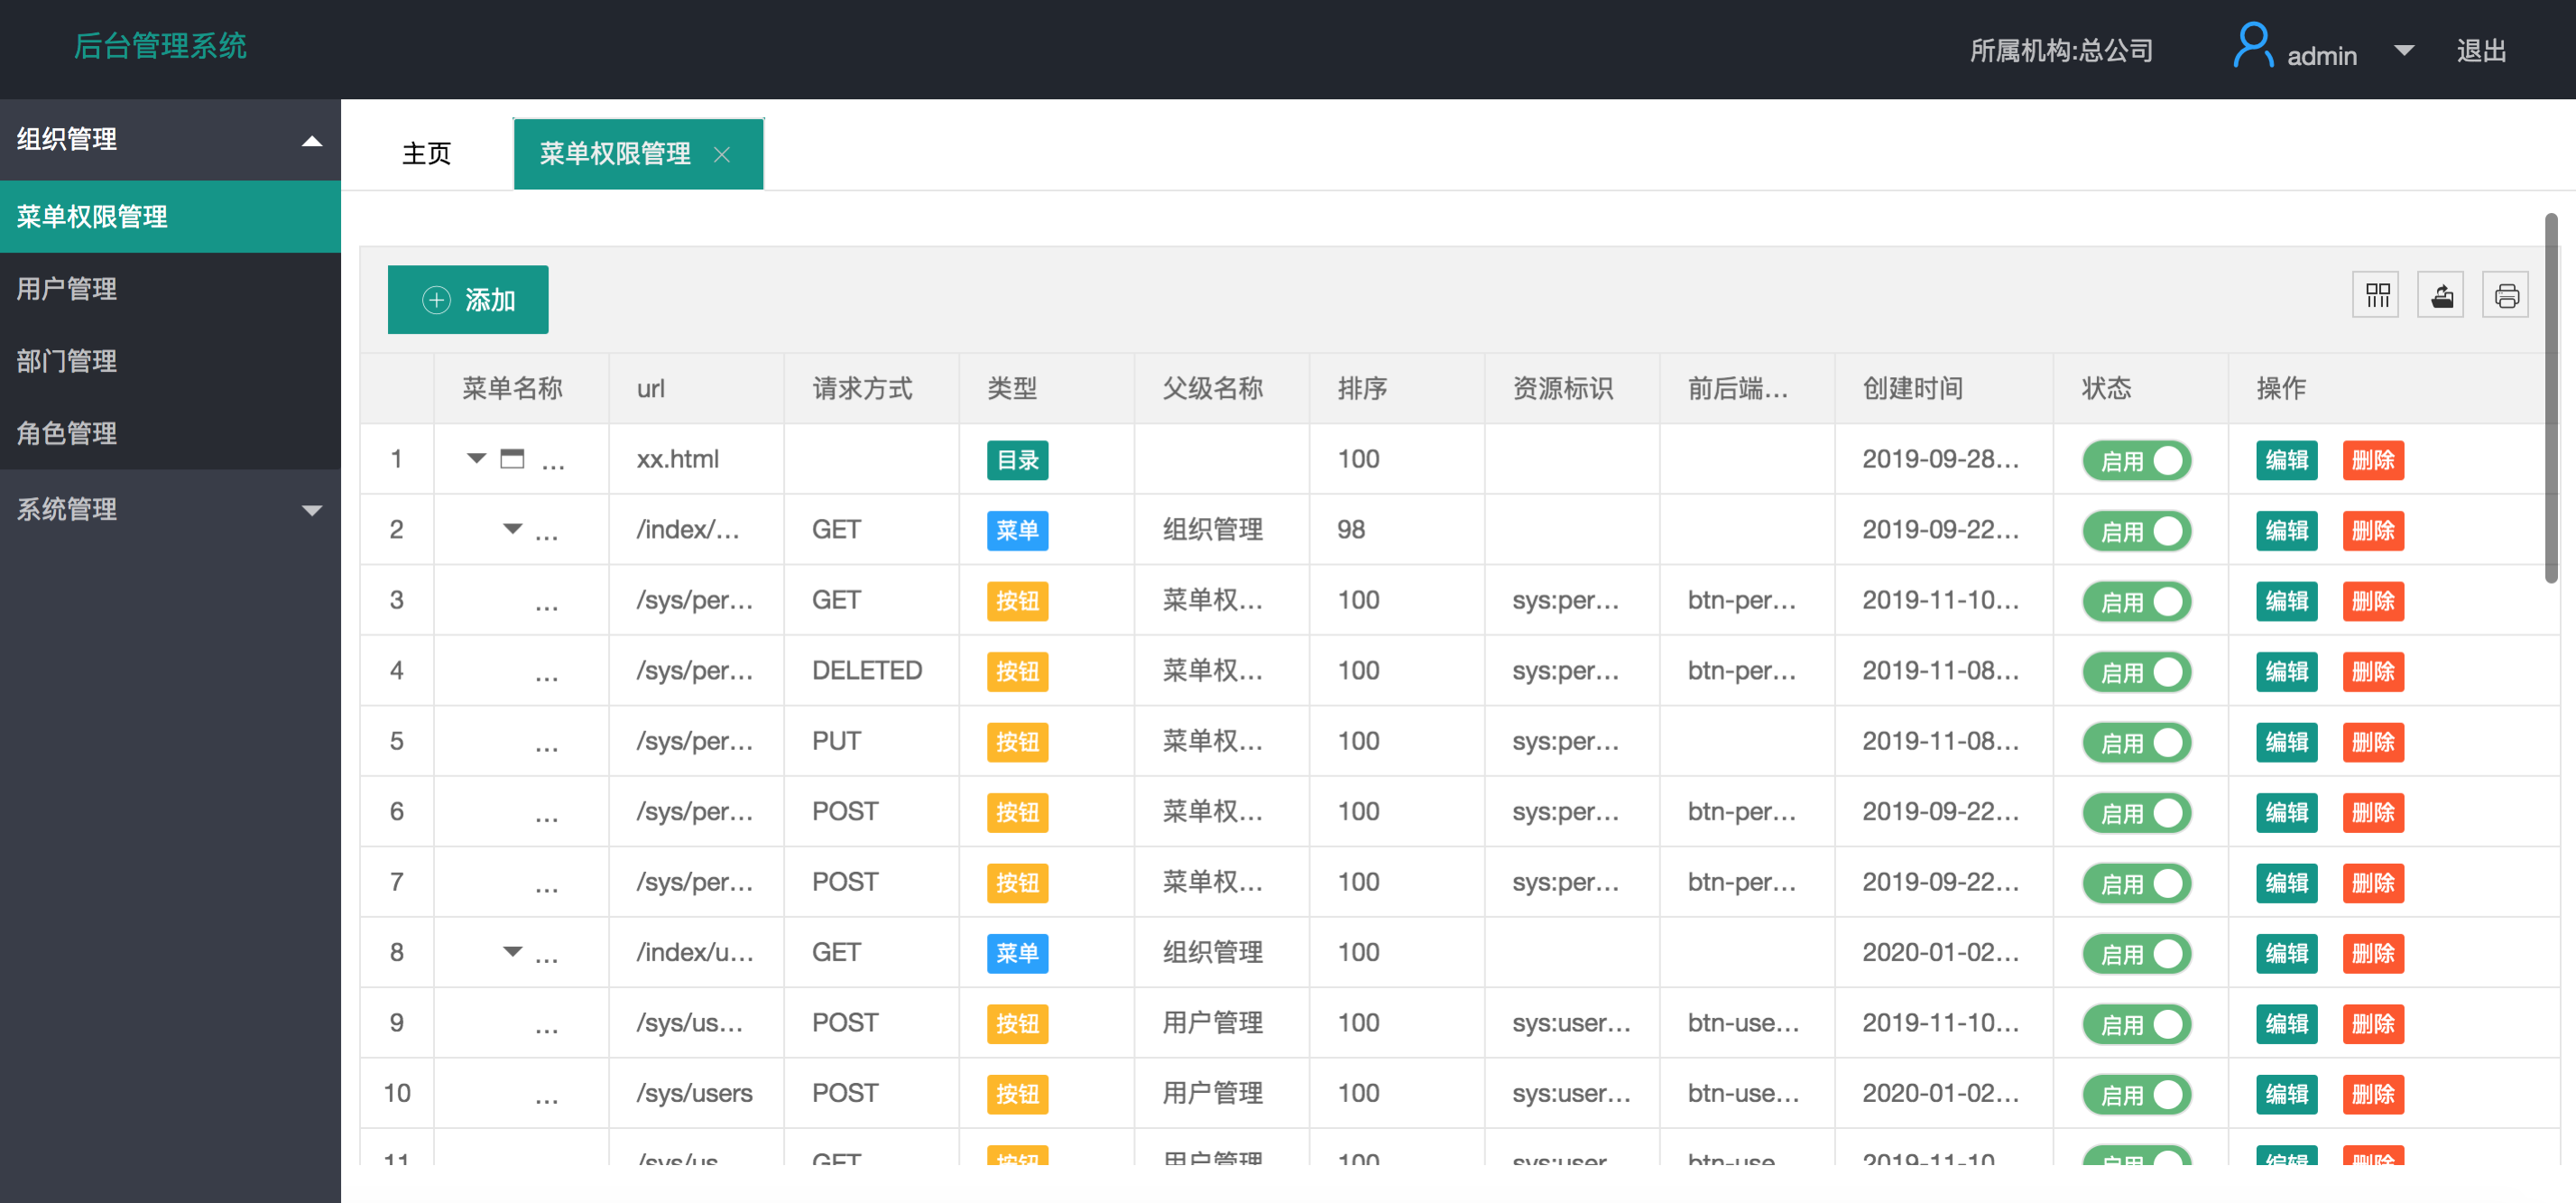 后台管理系统
所属机构:总公司 admin 退出
组织管理
菜单权限管理
用户管理
部门管理
角色管理
系统管理
主页 菜单权限管理
添加
菜单名称 url 请求方式 类型 父级名称 排序 资源标识 前后端... 创建时间 状态 操作
1 ... xx.html 目录 100 2019-09-28... 启用 编辑 删除
2 ... /index/... GET 菜单 组织管理 98 2019-09-22... 启用 编辑 删除
3 ... /sys/per... GET 按钮 菜单权... 100 sys:per... btn-per... 2019-11-10... 启用 编辑 删除
4 ... /sys/per... DELETED 按钮 菜单权... 100 sys:per... btn-per... 2019-11-08... 启用 编辑 删除
5 ... /sys/per... PUT 按钮 菜单权... 100 sys:per... 2019-11-08... 启用 编辑 删除
6 ... /sys/per... POST 按钮 菜单权... 100 sys:per... btn-per... 2019-09-22... 启用 编辑 删除
7 ... /sys/per... POST 按钮 菜单权... 100 sys:per... btn-per... 2019-09-22... 启用 编辑 删除
8 ... /index/u... GET 菜单 组织管理 100 2020-01-02... 启用 编辑 删除
9 ... /sys/us... POST 按钮 用户管理 100 sys:user... btn-use... 2019-11-10... 启用 编辑 删除
10 ... /sys/users POST 按钮 用户管理 100 sys:user... btn-use... 2020-01-02... 启用 编辑 删除
11 /sys/us GET 按钮 用户管理 100 sys:user btn-use 2019-11-10 启用 编辑 删除